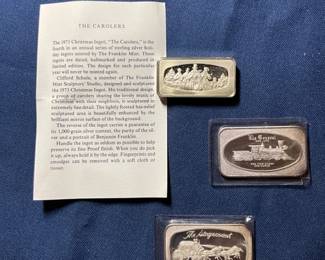 THE CAROLERS
The 1973 Christmas Ingot, "The Carolers," is the
fourth in an annual series of sterling silver holi-
day ingots minted by The Franklin Mint. These
ingots are dated, hallmarked and produced in
limited edition. The design for each particular
year will never be minted again.
Clifford Schule, a member of The Franklin
Mint Sculptors' Studio, designed and sculptured
the 1973 Christmas Ingot. His traditional design,
a group of carolers sharing the lovely music of
Christmas with their neighbors, is sculptured in
extremely fine detail. The lightly frosted sculptured
area is beautifully enhanced by the
brilliant mirror surface of the background.
The reverse of the ingot carries a guarantee of
its 1,000 grain silver content, the purity of the sil-
ver and a portrait of Benjamin Franklin.
Handle the ingot as seldom as possible to help
preserve its fine Proof finish. When you do pick
it up, always hold it by the edge. Fingerprints and
smudges can be removed with a soft cloth or
tissue.
The General
The Stagecoach